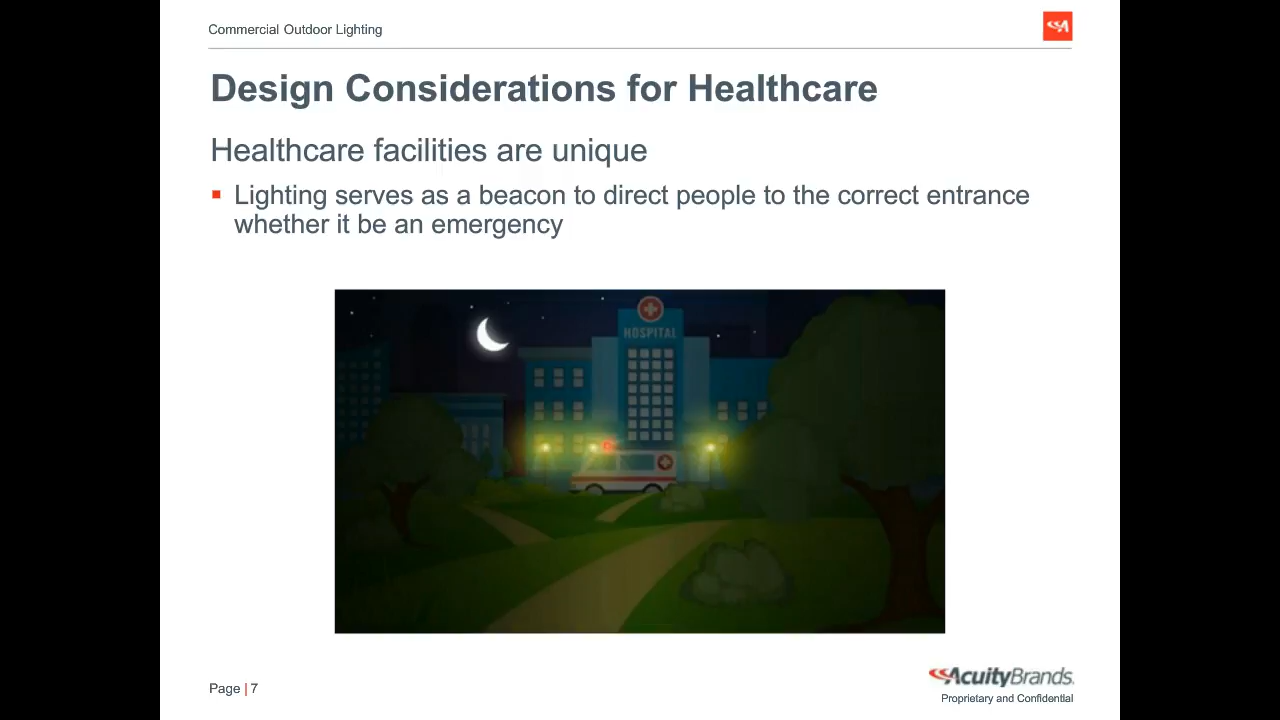 Commercial Outdoor Lighting
Design Considerations for Healthcare
Healthcare facilities are unique
Lighting serves as a beacon to direct people to the correct entrance
whether it be an emergency
HOSPITAL
Page | 7
AcuityBrands.
Proprietary and Confidential